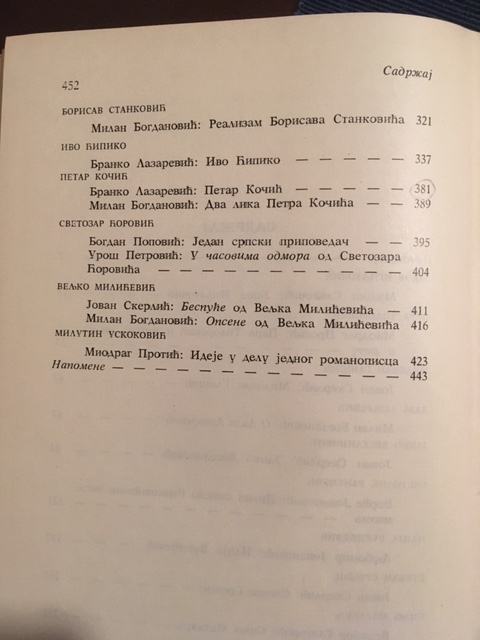 452
Садржај
БОРИСАВ СТАНКОВИЋ
Милан Богдановић: Реализам Борисава Станковића 321
ИВО ЋИПИКО
Бранко Лазаревић: Иво Ћипико — — — — — — 337
ПЕТАР КОЧИЋ
Бранко Лазаревић: Петар Кочић — — — — — — 381
Милан Богдановић: Два лика Петра Кочића — — — 389
СВЕТОЗАР ЋОРОВИЋ
Богдан Поповић: Један српски приповедач — — 395
Урош Петровић: У часовима одмора од Светозара
Ћоровића — — — — — — — — — — — — 404
ВЕЉКО МИЛИЋЕВИЋ
Јован Скерлић: Беспуће од Вељка Милићевића — 411
Милан Богдановић: Опсене од Вељка Милићевића 416
МИЛУТИН УСКОКОВИЋ
Миодраг Протић: Идеје у делу једног романописца 423
Напомене — — — — — — — — — — — — — — 443